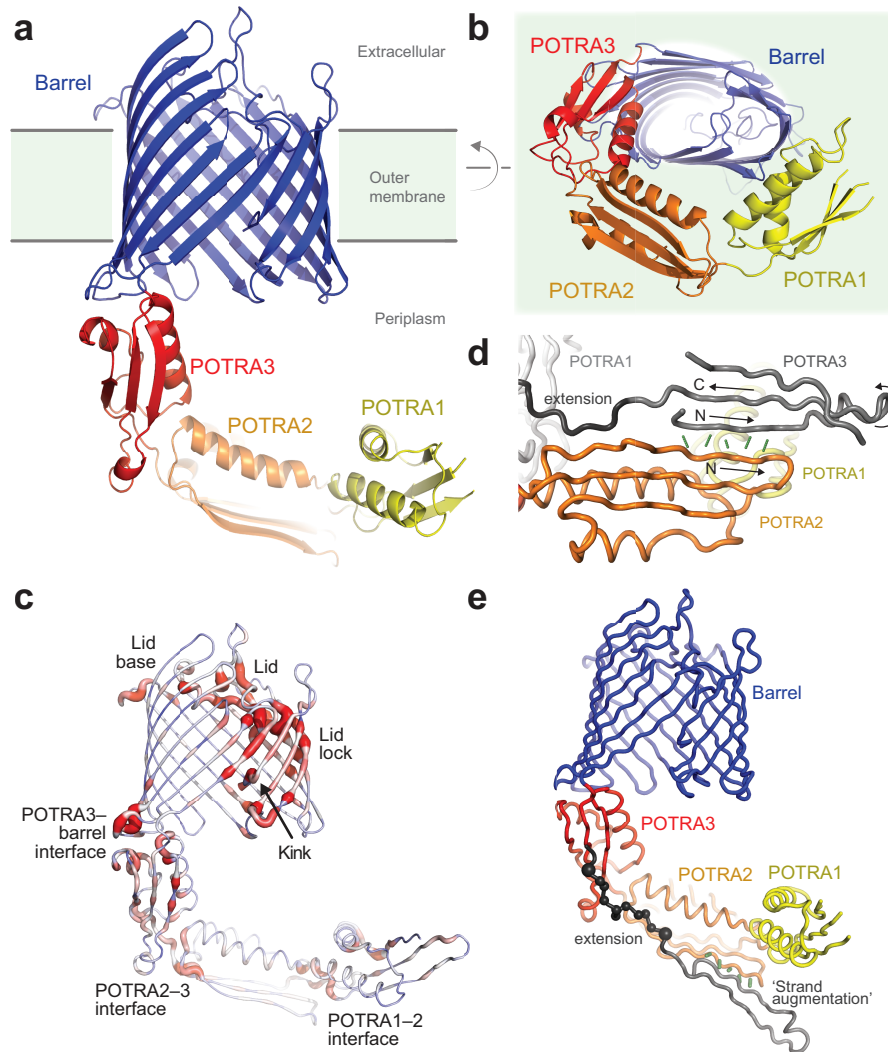 a
Extracellular
Barrel
Outer
membrane
Periplasm
POTRA3
POTRA2
POTRA1
b
POTRA3
Barrel
POTRA2
POTRA1
d
POTRA1
POTRA3
extension
C
N
N
POTRA1
POTRA2
c
Lid
base
Lid
Lid
lock
POTRA3–
barrel
interface
Kink
POTRA2–3
interface
POTRA1–2
interface
e
Barrel
POTRA3
POTRA2
POTRA1
extension
'Strand
augmentation'